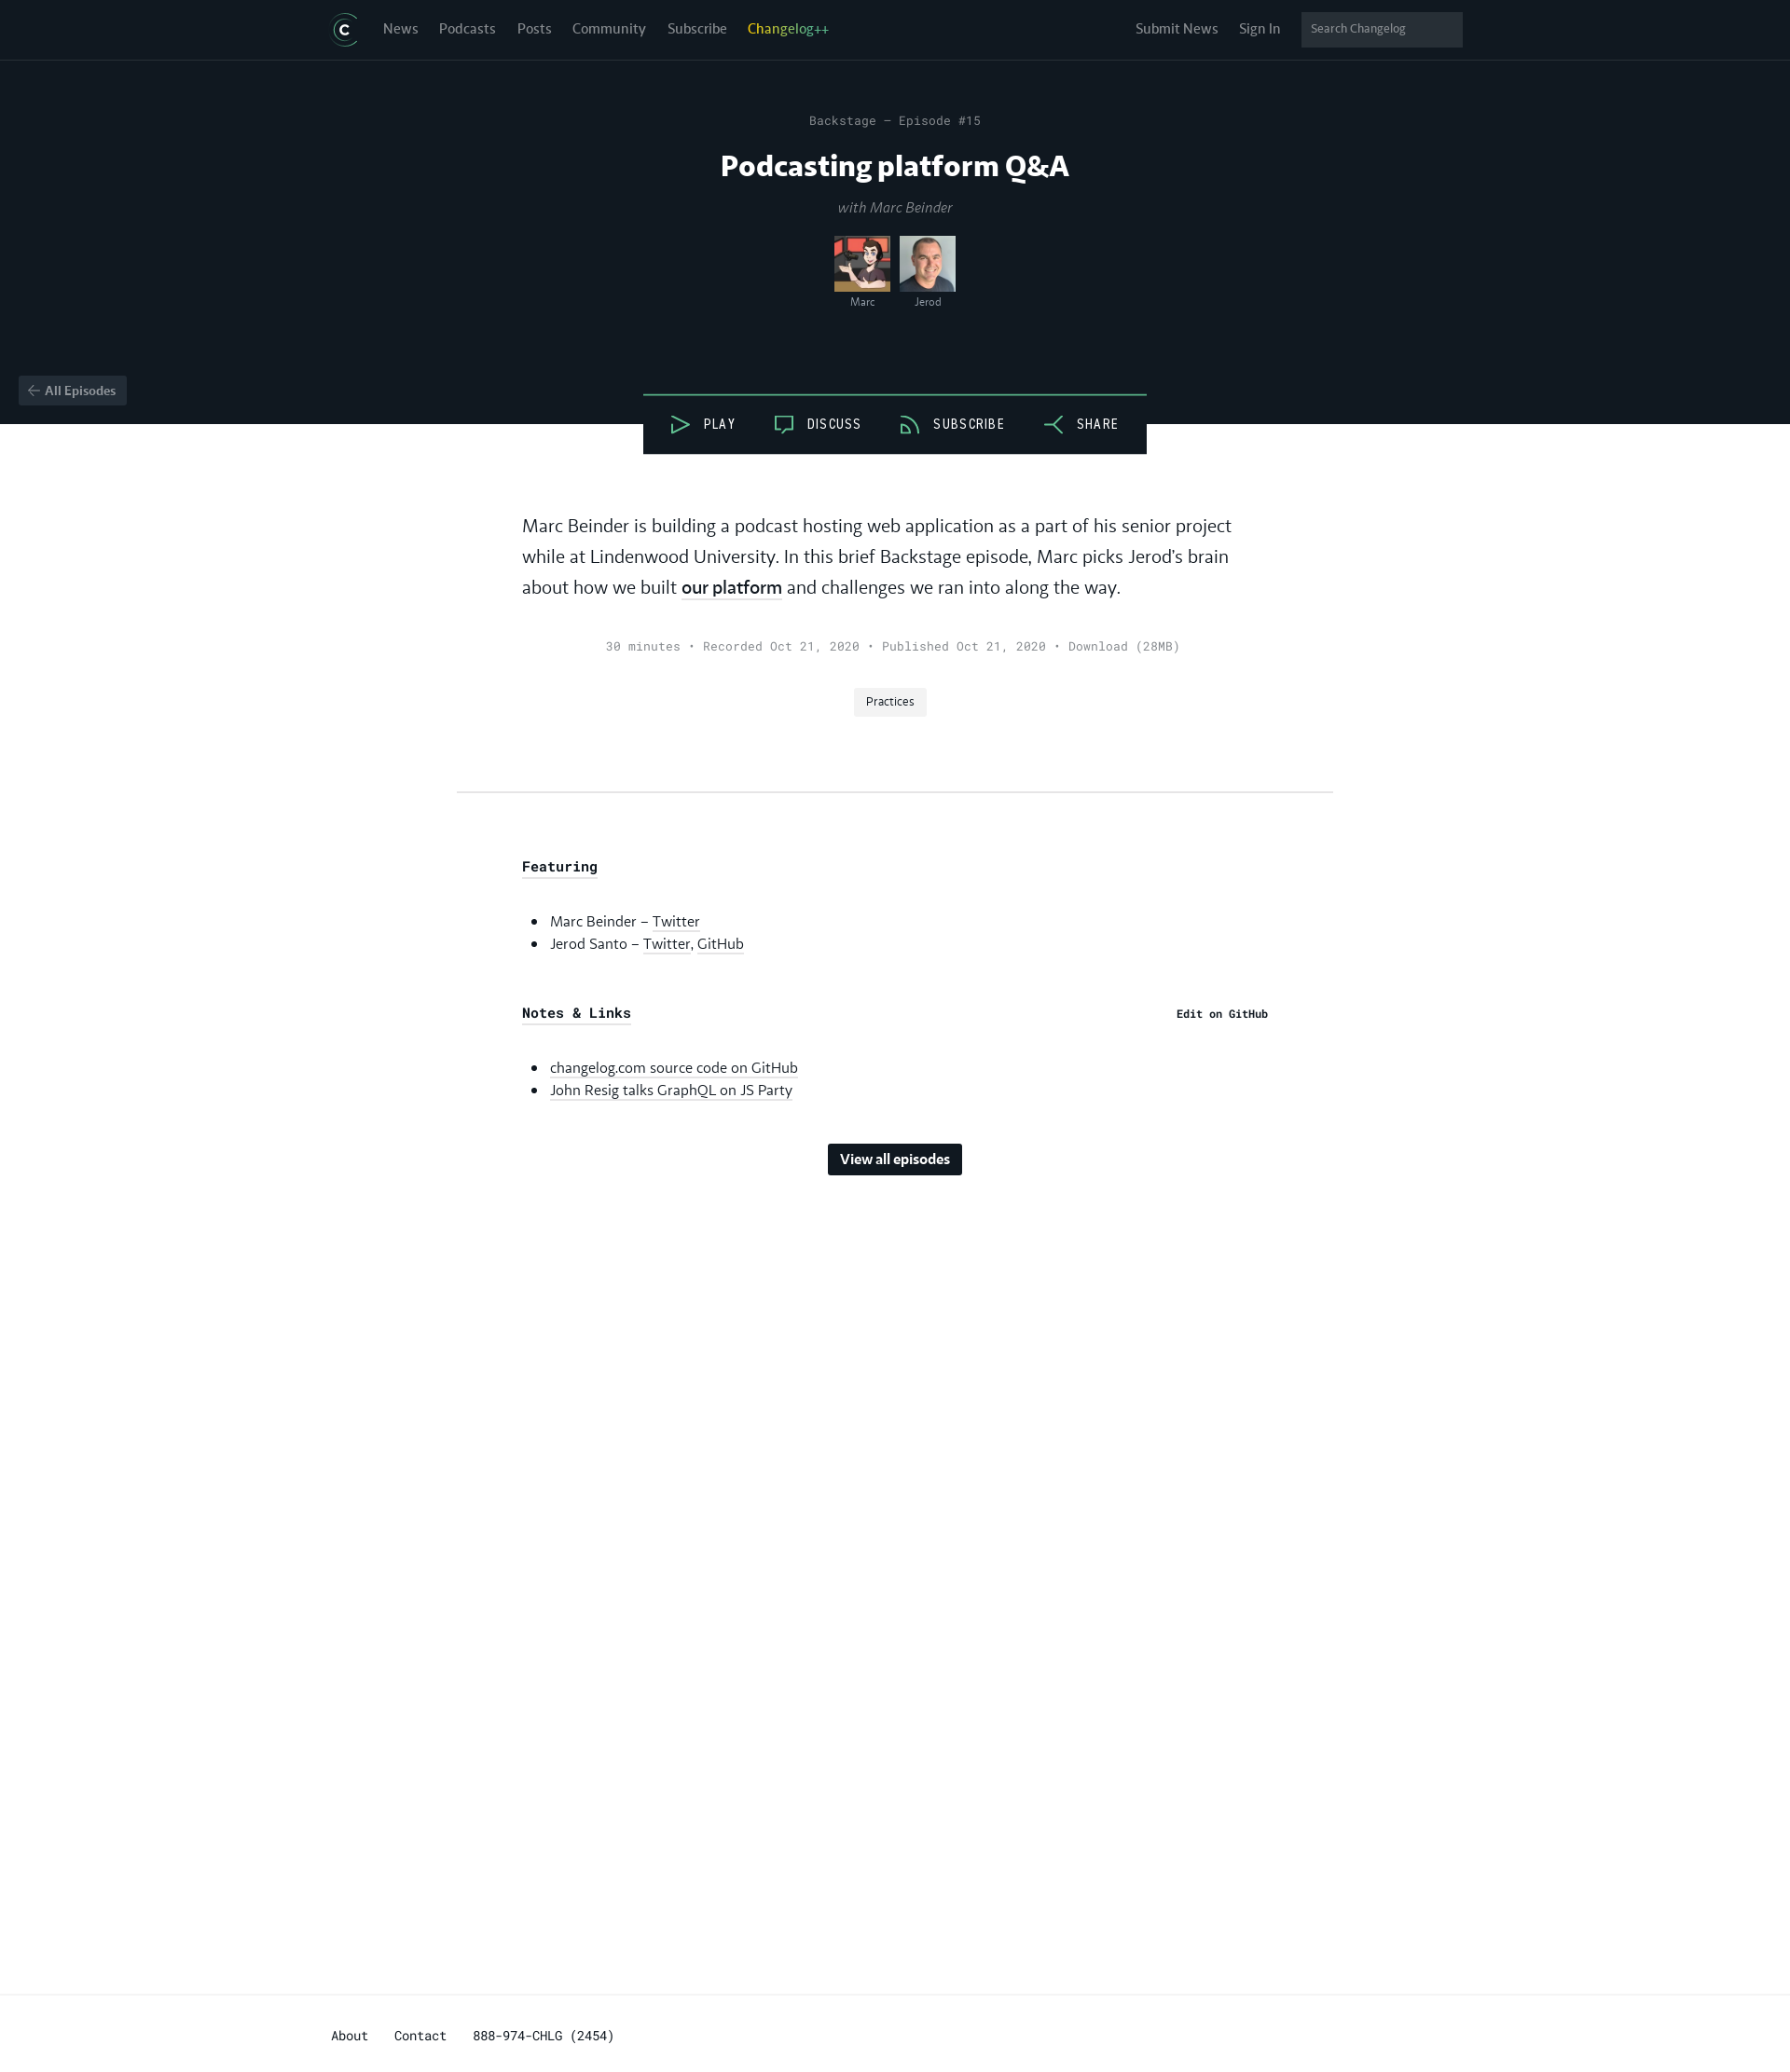 C News Podcasts Posts Community Subscribe Changelog++ Submit News Sign In Search Changelog
Backstage — Episode #15
Podcasting platform Q&A
with Marc Beinder
Marc Jerod
All Episodes
PLAY DISCUSS SUBSCRIBE SHARE
Marc Beinder is building a podcast hosting web application as a part of his senior project
while at Lindenwood University. In this brief Backstage episode, Marc picks Jerod's brain
about how we built our platform and challenges we ran into along the way.
30 minutes • Recorded Oct 21, 2020 • Published Oct 21, 2020 • Download (28MB)
Practices
Featuring
Marc Beinder – Twitter
Jerod Santo – Twitter, GitHub
Notes & Links Edit on GitHub
changelog.com source code on GitHub
John Resig talks GraphQL on JS Party
View all episodes
About Contact 888-974-CHLG (2454)